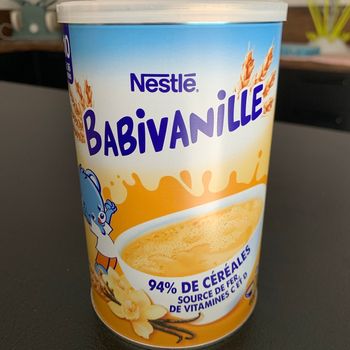 Nestlé
BABIVANILLE
94% DE CÉRÉALES
SOURCE DE FER,
DE VITAMINES C ET D